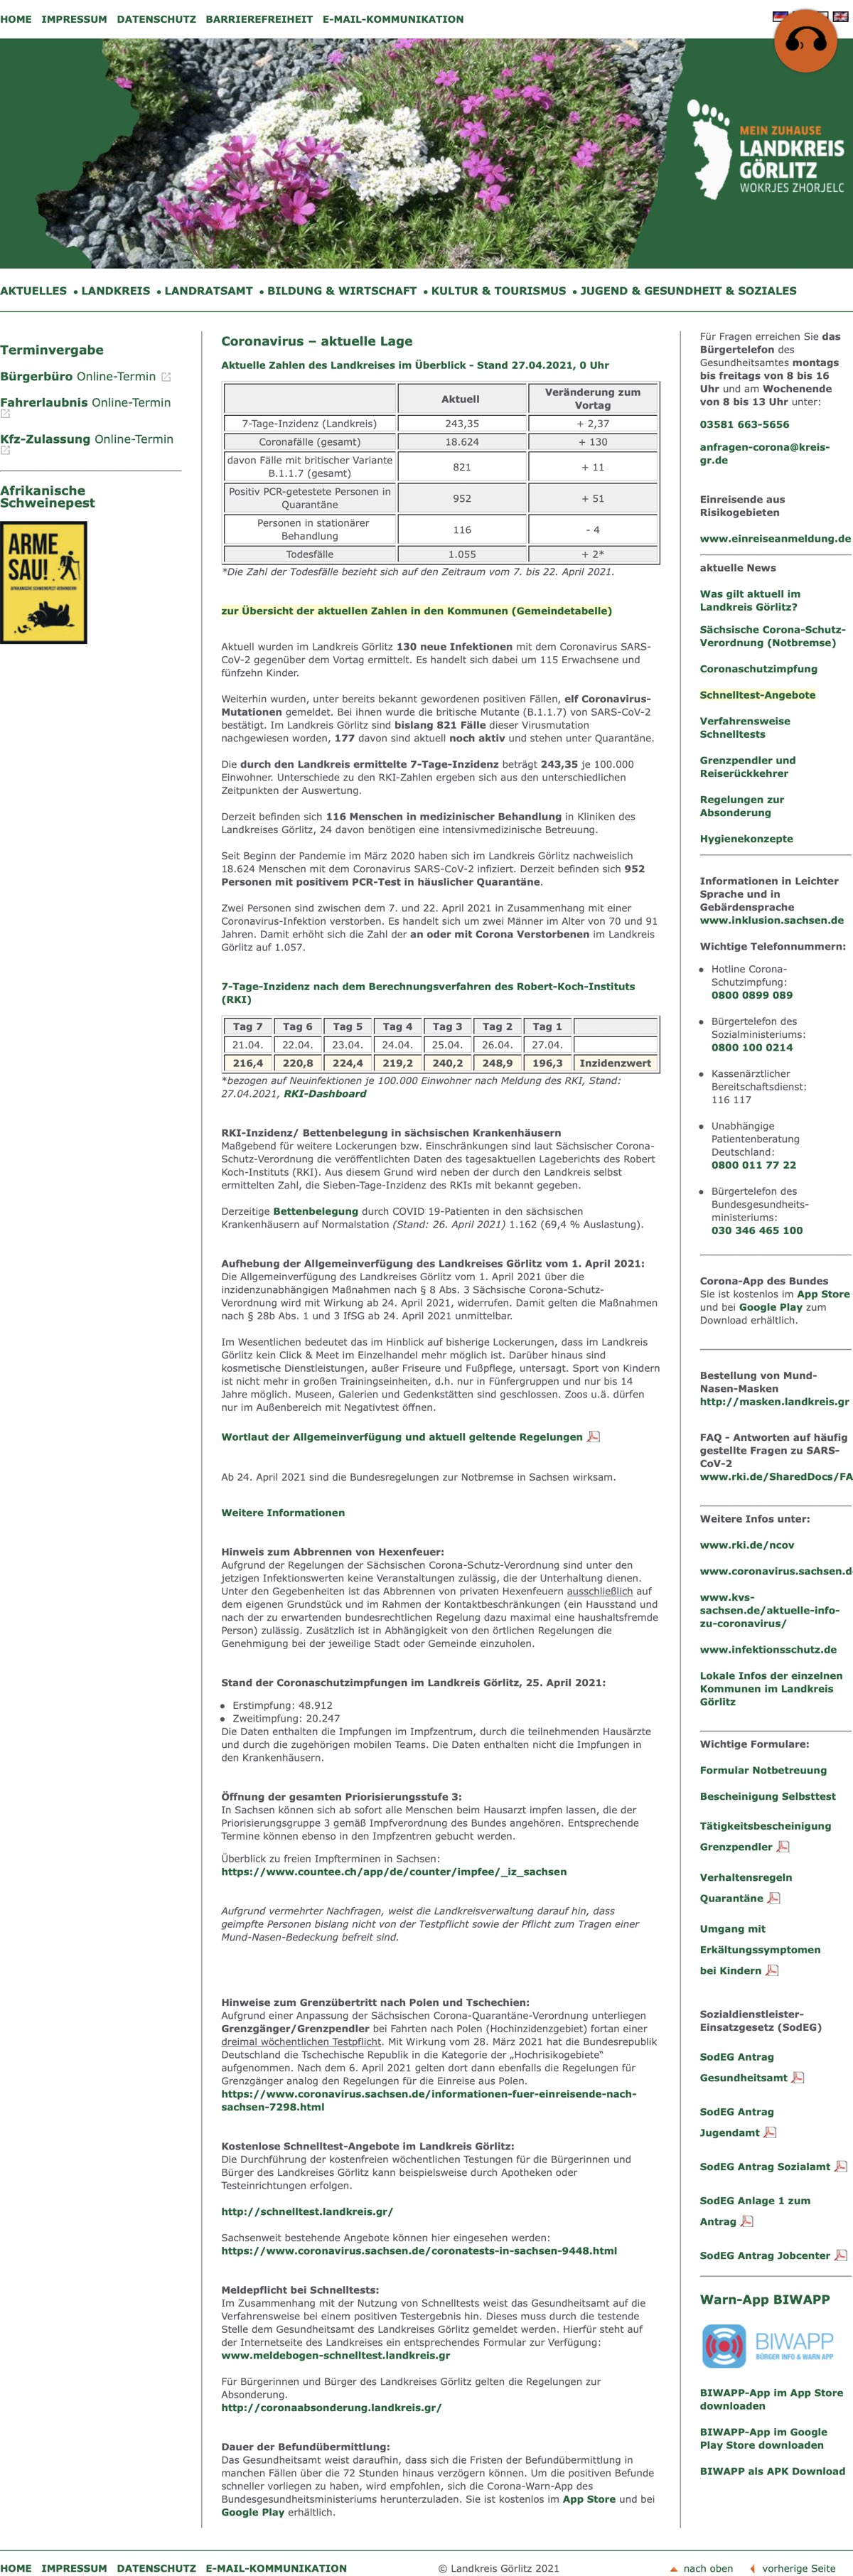 HOME IMPRESSUM DATENSCHUTZ BARRIEREFREIHEIT E-MAIL-KOMMUNIKATION
MEIN ZUHAUSE
LANDKREIS
GÖRLITZ
WOKRJES ZHORJELC
AKTUELLES • LANDKREIS • LANDRATSAMT • BILDUNG & WIRTSCHAFT • KULTUR & TOURISMUS • JUGEND & GESUNDHEIT & SOZIALES
Terminvergabe
Bürgerbüro Online-Termin
Fahrerlaubnis Online-Termin
Kfz-Zulassung Online-Termin
Afrikanische
Schweinepest
ARME
SAU!
Coronavirus – aktuelle Lage
Aktuelle Zahlen des Landkreises im Überblick - Stand 27.04.2021, 0 Uhr
Aktuell Veränderung zum
Vortag
7-Tage-Inzidenz (Landkreis) 243,35 + 2,37
Coronafälle (gesamt) 18.624 + 130
davon Fälle mit britischer Variante
B.1.1.7 (gesamt) 821 + 11
Positiv PCR-getestete Personen in
Quarantäne 952 + 51
Personen in stationärer
Behandlung 116 - 4
Todesfälle 1.055 + 2*
*Die Zahl der Todesfälle bezieht sich auf den Zeitraum vom 7. bis 22. April 2021.
zur Übersicht der aktuellen Zahlen in den Kommunen (Gemeindetabelle)
Aktuell wurden im Landkreis Görlitz 130 neue Infektionen mit dem Coronavirus SARS-
CoV-2 gegenüber dem Vortag ermittelt. Es handelt sich dabei um 115 Erwachsene und
fünfzehn Kinder.
Weiterhin wurden, unter bereits bekannt gewordenen positiven Fällen, elf Coronavirus-
Mutationen gemeldet. Bei ihnen wurde die britische Mutante (B.1.1.7) von SARS-CoV-2
bestätigt. Im Landkreis Görlitz sind bislang 821 Fälle dieser Virusmutation
nachgewiesen worden, 177 davon sind aktuell noch aktiv und stehen unter Quarantäne.
Die durch den Landkreis ermittelte 7-Tage-Inzidenz beträgt 243,35 je 100.000
Einwohner. Unterschiede zu den RKI-Zahlen ergeben sich aus den unterschiedlichen
Zeitpunkten der Auswertung.
Derzeit befinden sich 116 Menschen in medizinischer Behandlung in Kliniken des
Landkreises Görlitz, 24 davon benötigen eine intensivmedizinische Betreuung.
Seit Beginn der Pandemie im März 2020 haben sich im Landkreis Görlitz nachweislich
18.624 Menschen mit dem Coronavirus SARS-CoV-2 infiziert. Derzeit befinden sich 952
Personen mit positivem PCR-Test in häuslicher Quarantäne.
Zwei Personen sind zwischen dem 7. und 22. April 2021 in Zusammenhang mit einer
Coronavirus-Infektion verstorben. Es handelt sich um zwei Männer im Alter von 70 und 91
Jahren. Damit erhöht sich die Zahl der an oder mit Corona Verstorbenen im Landkreis
Görlitz auf 1.057.
7-Tage-Inzidenz nach dem Berechnungsverfahren des Robert-Koch-Instituts
(RKI)
Tag 7 Tag 6 Tag 5 Tag 4 Tag 3 Tag 2 Tag 1
21.04. 22.04. 23.04. 24.04. 25.04. 26.04. 27.04.
216,4 220,8 224,4 219,2 240,2 248,9 196,3 Inzidenzwert
*bezogen auf Neuinfektionen je 100.000 Einwohner nach Meldung des RKI, Stand:
27.04.2021, RKI-Dashboard
RKI-Inzidenz/ Bettenbelegung in sächsischen Krankenhäusern
Maßgebend für weitere Lockerungen bzw. Einschränkungen sind laut Sächsischer Corona-
Schutz-Verordnung die veröffentlichten Daten des tagesaktuellen Lageberichts des Robert
Koch-Instituts (RKI). Aus diesem Grund wird neben der durch den Landkreis selbst
ermittelten Zahl, die Sieben-Tage-Inzidenz des RKIs mit bekannt gegeben.
Derzeitige Bettenbelegung durch COVID 19-Patienten in den sächsischen
Krankenhäusern auf Normalstation (Stand: 26. April 2021) 1.162 (69,4 % Auslastung).
Aufhebung der Allgemeinverfügung des Landkreises Görlitz vom 1. April 2021:
Die Allgemeinverfügung des Landkreises Görlitz vom 1. April 2021 über die
inzidenzunabhängigen Maßnahmen nach § 8 Abs. 3 Sächsische Corona-Schutz-
Verordnung wird mit Wirkung ab 24. April 2021, widerrufen. Damit gelten die Maßnahmen
nach § 28b Abs. 1 und 3 IfSG ab 24. April 2021 unmittelbar.
Im Wesentlichen bedeutet das im Hinblick auf bisherige Lockerungen, dass im Landkreis
Görlitz kein Click & Meet im Einzelhandel mehr möglich ist. Darüber hinaus sind
kosmetische Dienstleistungen, außer Friseure und Fußpflege, untersagt. Sport von Kindern
ist nicht mehr in großen Trainingseinheiten, d.h. nur in Fünfergruppen und nur bis 14
Jahre möglich. Museen, Galerien und Gedenkstätten sind geschlossen. Zoos u.ä. dürfen
nur im Außenbereich mit Negativtest öffnen.
Wortlaut der Allgemeinverfügung und aktuell geltende Regelungen
Ab 24. April 2021 sind die Bundesregelungen zur Notbremse in Sachsen wirksam.
Weitere Informationen
Hinweis zum Abbrennen von Hexenfeuer:
Aufgrund der Regelungen der Sächsischen Corona-Schutz-Verordnung sind unter den
jetzigen Infektionswerten keine Veranstaltungen zulässig, die der Unterhaltung dienen.
Unter den Gegebenheiten ist das Abbrennen von privaten Hexenfeuern ausschließlich auf
dem eigenen Grundstück und im Rahmen der Kontaktbeschränkungen (ein Hausstand und
nach der zu erwartenden bundesrechtlichen Regelung dazu maximal eine haushaltsfremde
Person) zulässig. Zusätzlich ist in Abhängigkeit von den örtlichen Regelungen die
Genehmigung bei der jeweilige Stadt oder Gemeinde einzuholen.
Stand der Coronaschutzimpfungen im Landkreis Görlitz, 25. April 2021:
• Erstimpfung: 48.912
• Zweitimpfung: 20.247
Die Daten enthalten die Impfungen im Impfzentrum, durch die teilnehmenden Hausärzte
und durch die zugehörigen mobilen Teams. Die Daten enthalten nicht die Impfungen in
den Krankenhäusern.
Öffnung der gesamten Priorisierungsstufe 3:
In Sachsen können sich ab sofort alle Menschen beim Hausarzt impfen lassen, die der
Priorisierungsgruppe 3 gemäß Impfverordnung des Bundes angehören. Entsprechende
Termine können ebenso in den Impfzentren gebucht werden.
Überblick zu freien Impfterminen in Sachsen:
https://www.countee.ch/app/de/counter/impfee/_iz_sachsen
Aufgrund vermehrter Nachfragen, weist die Landkreisverwaltung darauf hin, dass
geimpfte Personen bislang nicht von der Testpflicht sowie der Pflicht zum Tragen einer
Mund-Nasen-Bedeckung befreit sind.
Hinweise zum Grenzübertritt nach Polen und Tschechien:
Aufgrund einer Anpassung der Sächsischen Corona-Quarantäne-Verordnung unterliegen
Grenzgänger/Grenzpendler bei Fahrten nach Polen (Hochinzidenzgebiet) fortan einer
dreimal wöchentlichen Testpflicht. Mit Wirkung vom 28. März 2021 hat die Bundesrepublik
Deutschland die Tschechische Republik in die Kategorie der „Hochrisikogebiete“
aufgenommen. Nach dem 6. April 2021 gelten dort dann ebenfalls die Regelungen für
Grenzgänger analog den Regelungen für die Einreise aus Polen.
https://www.coronavirus.sachsen.de/informationen-fuer-einreisende-nach-
sachsen-7298.html
Kostenlose Schnelltest-Angebote im Landkreis Görlitz:
Die Durchführung der kostenfreien wöchentlichen Testungen für die Bürgerinnen und
Bürger des Landkreises Görlitz kann beispielsweise durch Apotheken oder
Testeinrichtungen erfolgen.
http://schnelltest.landkreis.gr/
Sachsenweit bestehende Angebote können hier eingesehen werden:
https://www.coronavirus.sachsen.de/coronatests-in-sachsen-9448.html
Meldepflicht bei Schnelltests:
Im Zusammenhang mit der Nutzung von Schnelltests weist das Gesundheitsamt auf die
Verfahrensweise bei einem positiven Testergebnis hin. Dieses muss durch die testende
Stelle dem Gesundheitsamt des Landkreises Görlitz gemeldet werden. Hierfür steht auf
der Internetseite des Landkreises ein entsprechendes Formular zur Verfügung:
www.meldebogen-schnelltest.landkreis.gr
Für Bürgerinnen und Bürger des Landkreises Görlitz gelten die Regelungen zur
Absonderung.
http://coronaabsonderung.landkreis.gr/
Dauer der Befundübermittlung:
Das Gesundheitsamt weist daraufhin, dass sich die Fristen der Befundübermittlung in
manchen Fällen über die 72 Stunden hinaus verzögern können. Um die positiven Befunde
schneller vorliegen zu haben, wird empfohlen, sich die Corona-Warn-App des
Bundesgesundheitsministeriums herunterzuladen. Sie ist kostenlos im App Store und bei
Google Play erhältlich.
Für Fragen erreichen Sie das
Bürgertelefon des
Gesundheitsamtes montags
bis freitags von 8 bis 16
Uhr und am Wochenende
von 8 bis 13 Uhr unter:
03581 663-5656
anfragen-corona@kreis-
gr.de
Einreisende aus
Risikogebieten
www.einreiseanmeldung.de
aktuelle News
Was gilt aktuell im
Landkreis Görlitz?
Sächsische Corona-Schutz-
Verordnung (Notbremse)
Coronaschutzimpfung
Schnelltest-Angebote
Verfahrensweise
Schnelltests
Grenzpendler und
Reiserückkehrer
Regelungen zur
Absonderung
Hygienekonzepte
Informationen in Leichter
Sprache und in
Gebärdensprache
www.inklusion.sachsen.de
Wichtige Telefonnummern:
• Hotline Corona-
Schutzimpfung:
0800 0899 089
• Bürgertelefon des
Sozialministeriums:
0800 100 0214
• Kassenärztlicher
Bereitschaftsdienst:
116 117
• Unabhängige
Patientenberatung
Deutschland:
0800 011 77 22
• Bürgertelefon des
Bundesgesundheits-
ministeriums:
030 346 465 100
Corona-App des Bundes
Sie ist kostenlos im App Store
und bei Google Play zum
Download erhältlich.
Bestellung von Mund-
Nasen-Masken
http://masken.landkreis.gr
FAQ - Antworten auf häufig
gestellte Fragen zu SARS-
CoV-2
www.rki.de/SharedDocs/FA
Weitere Infos unter:
www.rki.de/ncov
www.coronavirus.sachsen.d
www.kvs-
sachsen.de/aktuelle-info-
zu-coronavirus/
www.infektionsschutz.de
Lokale Infos der einzelnen
Kommunen im Landkreis
Görlitz
Wichtige Formulare:
Formular Notbetreuung
Bescheinigung Selbsttest
Tätigkeitsbescheinigung
Grenzpendler
Verhaltensregeln
Quarantäne
Umgang mit
Erkältungssymptomen
bei Kindern
Sozialdienstleister-
Einsatzgesetz (SodEG)
SodEG Antrag
Gesundheitsamt
SodEG Antrag
Jugendamt
SodEG Antrag Sozialamt
SodEG Anlage 1 zum
Antrag
SodEG Antrag Jobcenter
Warn-App BIWAPP
BIWAPP
BÜRGER INFO & WARN APP
BIWAPP-App im App Store
downloaden
BIWAPP-App im Google
Play Store downloaden
BIWAPP als APK Download
HOME IMPRESSUM DATENSCHUTZ E-MAIL-KOMMUNIKATION © Landkreis Görlitz 2021 nach oben vorherige Seite